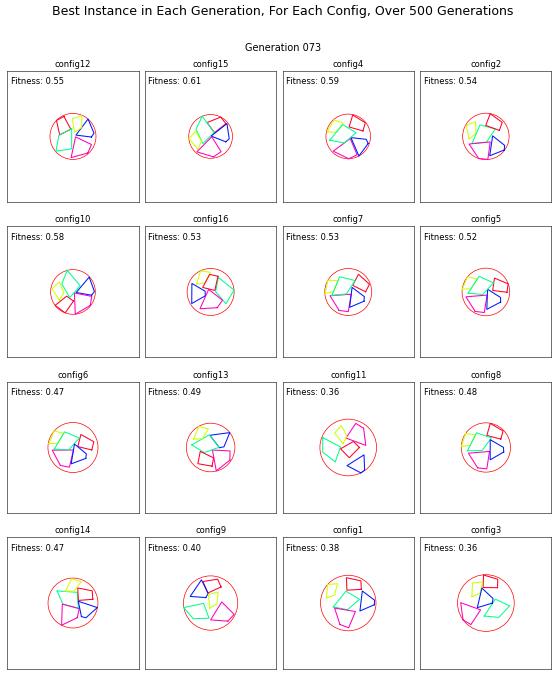 Best Instance in Each Generation, For Each Config, Over 500 Generations
Generation 073
config12
Fitness: 0.55
config15
Fitness: 0.61
config4
Fitness: 0.59
config2
Fitness: 0.54
config10
Fitness: 0.58
config16
Fitness: 0.53
config7
Fitness: 0.53
config5
Fitness: 0.52
config6
Fitness: 0.47
config13
Fitness: 0.49
config11
Fitness: 0.36
config8
Fitness: 0.48
config14
Fitness: 0.47
config9
Fitness: 0.40
config1
Fitness: 0.38
config3
Fitness: 0.36